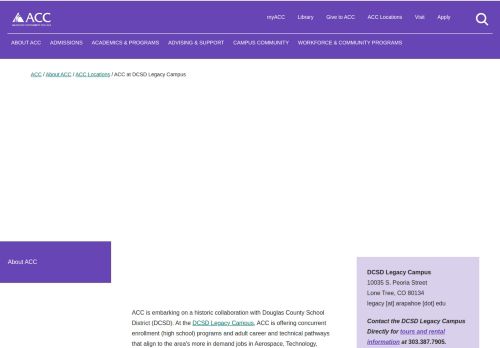 ACC
myACC Library Give to ACC ACC Locations Visit Apply
ABOUT ACC ADMISSIONS ACADEMICS & PROGRAMS ADVISING & SUPPORT CAMPUS COMMUNITY WORKFORCE & COMMUNITY PROGRAMS
ACC / About ACC / ACC Locations / ACC at DCSD Legacy Campus
About ACC
DCSD Legacy Campus
10035 S. Peoria Street
Lone Tree, CO 80134
legacy [at] arapahoe [dot] edu
Contact the DCSD Legacy Campus
Directly for tours and rental
information at 303.387.7905.
ACC is embarking on a historic collaboration with Douglas County School
District (DCSD). At the DCSD Legacy Campus, ACC is offering concurrent
enrollment (high school) programs and adult career and technical pathways
that align to the area's more in demand jobs in Aerospace, Technology,